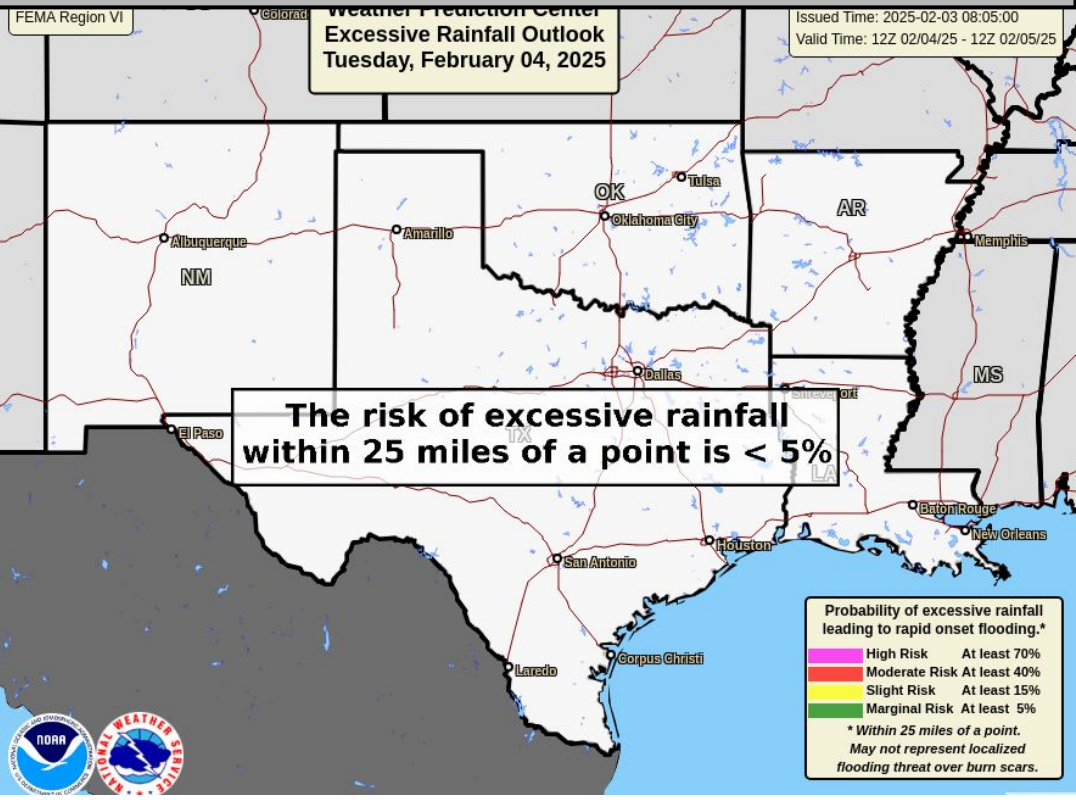 FEMA Region VI
Weather Prediction Center
Excessive Rainfall Outlook
Tuesday, February 04, 2025
Issued Time: 2025-02-03 08:05:00
Valid Time: 12Z 02/04/25 - 12Z 02/05/25
Colorad
Tulsa
OK
AR
Oklahoma City
Amarillo
Albuquerque
Memphis
NM
Dallas
MS
Shreveport
The risk of excessive rainfall
within 25 miles of a point is < 5%
El Paso
TX
LA
Baton Rouge
New Orleans
Houston
San Antonio
Corpus Christi
Laredo
Probability of excessive rainfall
leading to rapid onset flooding.*
High Risk At least 70%
Moderate Risk At least 40%
Slight Risk At least 15%
Marginal Risk At least 5%
* Within 25 miles of a point.
May not represent localized
flooding threat over burn scars.
NOAA
NATIONAL WEATHER SERVICE